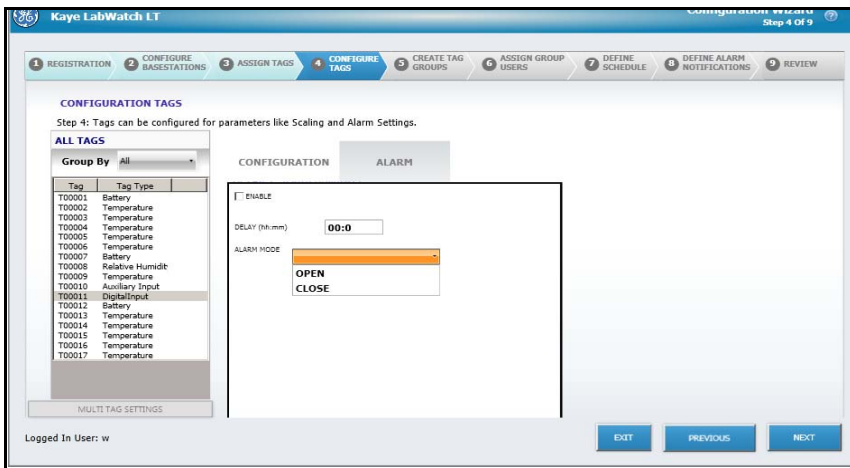 Kaye LabWatch LT
Configuration Wizard
Step 4 Of 9
1 REGISTRATION
2 CONFIGURE BASESTATIONS
3 ASSIGN TAGS
4 CONFIGURE TAGS
5 CREATE TAG GROUPS
6 ASSIGN GROUP USERS
7 DEFINE SCHEDULE
8 DEFINE ALARM NOTIFICATIONS
9 REVIEW
CONFIGURATION TAGS
Step 4: Tags can be configured for parameters like Scaling and Alarm Settings.
ALL TAGS
Group By All
Tag Tag Type
T00001 Battery
T00002 Temperature
T00003 Temperature
T00004 Temperature
T00005 Temperature
T00006 Temperature
T00007 Battery
T00008 Relative Humidit
T00009 Temperature
T00010 Auxiliary Input
T00011 DigitalInput
T00012 Battery
T00013 Temperature
T00014 Temperature
T00015 Temperature
T00016 Temperature
T00017 Temperature
MULTI TAG SETTINGS
CONFIGURATION
ALARM
ENABLE
DELAY (hh:mm) 00:0
ALARM MODE
OPEN
CLOSE
Logged In User: w
EXIT
PREVIOUS
NEXT